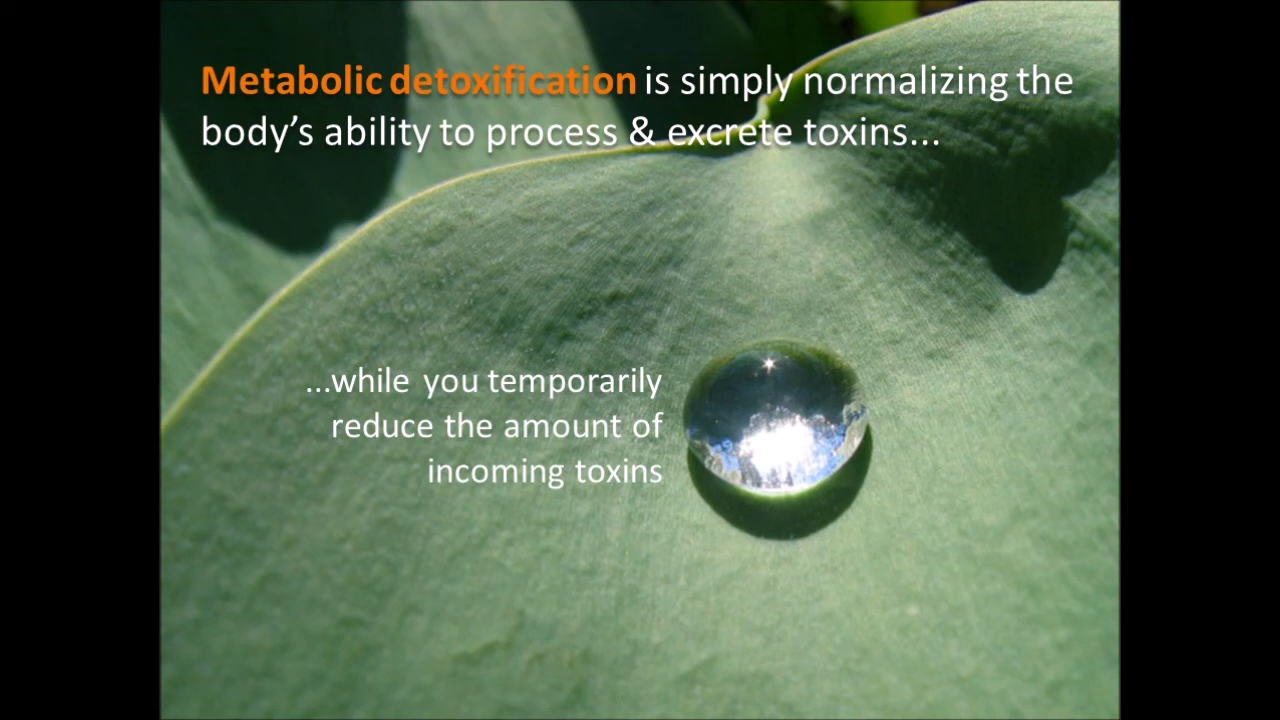 Metabolic detoxification is simply normalizing the
body’s ability to process & excrete toxins...
...while you temporarily
reduce the amount of
incoming toxins